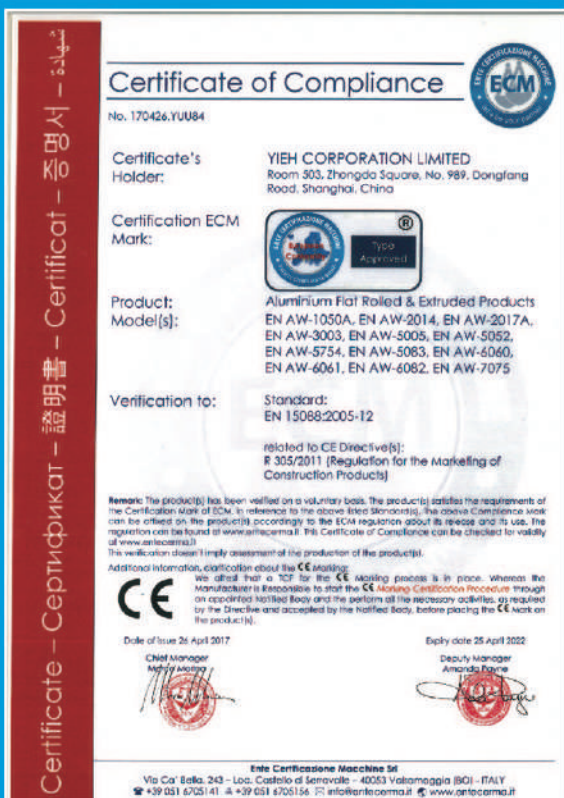 Certificate – Сертификат – 證明書 – Certificat – 증명서 – شهادة
Certificate of Compliance
ENTE CERTIFICAZIONE MACCHINE
ECM
No. 170426.YUU84
Certificate's
Holder:
YIEH CORPORATION LIMITED
Room 503, Zhongda Square, No. 989, Dongfang
Road, Shanghai, China
Certification ECM
Mark:
®
Type
Approved
Product:
Aluminium Flat Rolled & Extruded Products
Model(s):
EN AW-1050A, EN AW-2014, EN AW-2017A,
EN AW-3003, EN AW-5005, EN AW-5052,
EN AW-5754, EN AW-5083, EN AW-6060,
EN AW-6061, EN AW-6082, EN AW-7075
Verification to:
Standard:
EN 15088:2005-12
related to CE Directive(s):
R 305/2011 (Regulation for the Marketing of
Construction Products)
Remark: The product(s) has been verified on a voluntary basis. The product(s) satisfies the requirements of
the Certification Mark of ECM, in reference to the above listed Standard(s). The above Compliance Mark
can be affixed on the product(s) accordingly to the ECM regulation about its release and its use. The
regulation can be found at www.entecerma.it. This Certificate of Compliance can be checked for validity
at www.entecerma.it
This verification doesn't imply assessment of the production of the product(s).
Additional information, clarification about the CE Marking:
CE
We attest that a TCF for the CE Marking process is in place. Whereas the
Manufacturer is Responsible to start the CE Marking Certification Procedure through
an appointed Notified Body and the perform all the necessary activities, as required
by the Directive and accepted by the Notified Body, before placing the CE Mark on
the product(s).
Date of issue 26 April 2017
Expiry date 25 April 2022
Chief Manager
Deputy Manager
Amanda Payne
Ente Certificazione Macchine Srl
Via Ca' Bella, 243 – Loc. Castello di Serravalle – 40053 Valsamoggia (BO) - ITALY
+39 051 6705141 +39 051 6705156 info@entecerma.it www.entecerma.it